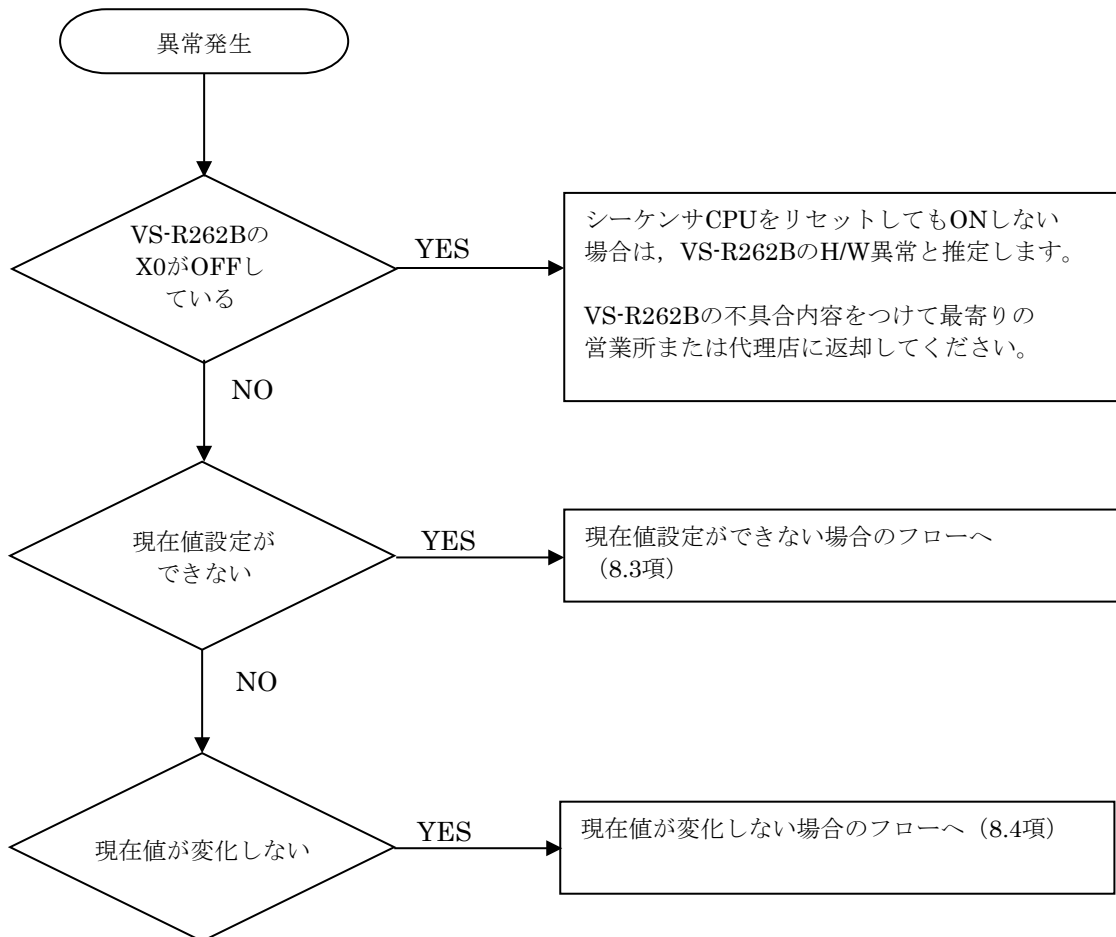 異常発生
VS-R262Bの
X0がOFFし
ている
YES
シーケンサCPUをリセットしてもONしない
場合は，VS-R262BのH/W異常と推定します。
VS-R262Bの不具合内容をつけて最寄りの
営業所または代理店に返却してください。
NO
現在値設定が
できない
YES
現在値設定ができない場合のフローへ
（8.3項）
NO
現在値が変化しない
YES
現在値が変化しない場合のフローへ（8.4項）